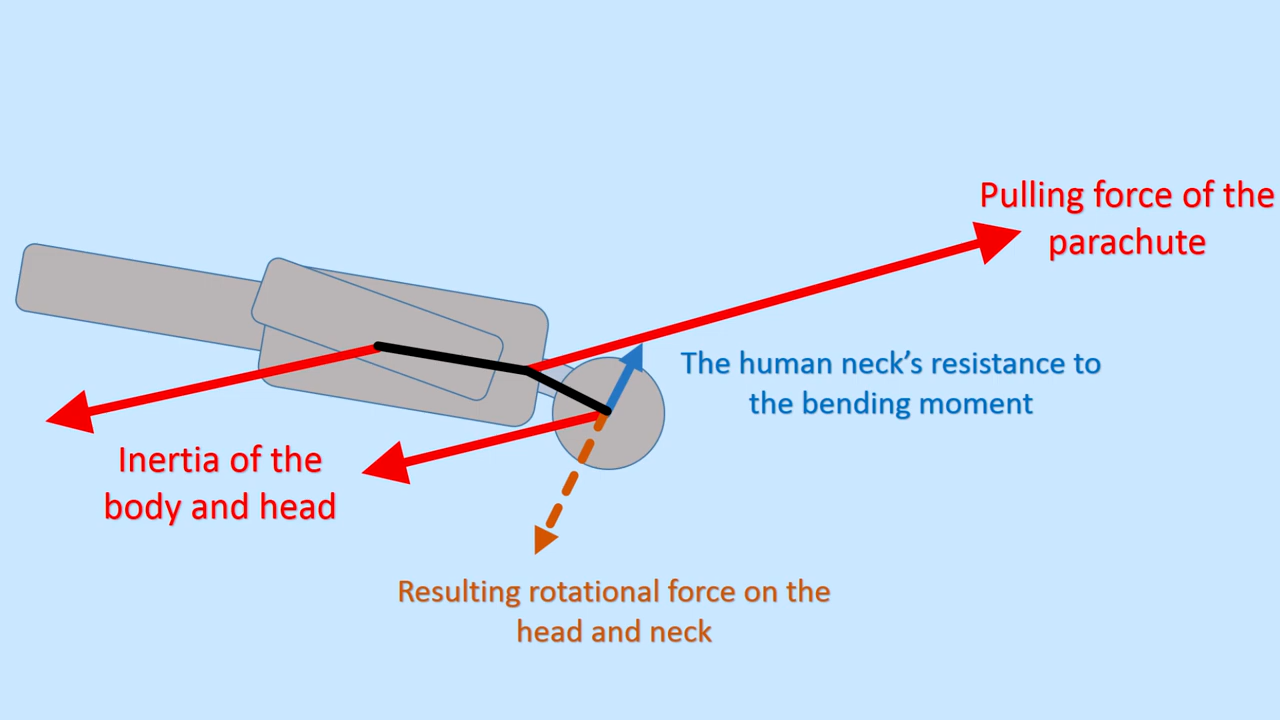 Pulling force of the
parachute
The human neck’s resistance to
the bending moment
Inertia of the
body and head
Resulting rotational force on the
head and neck